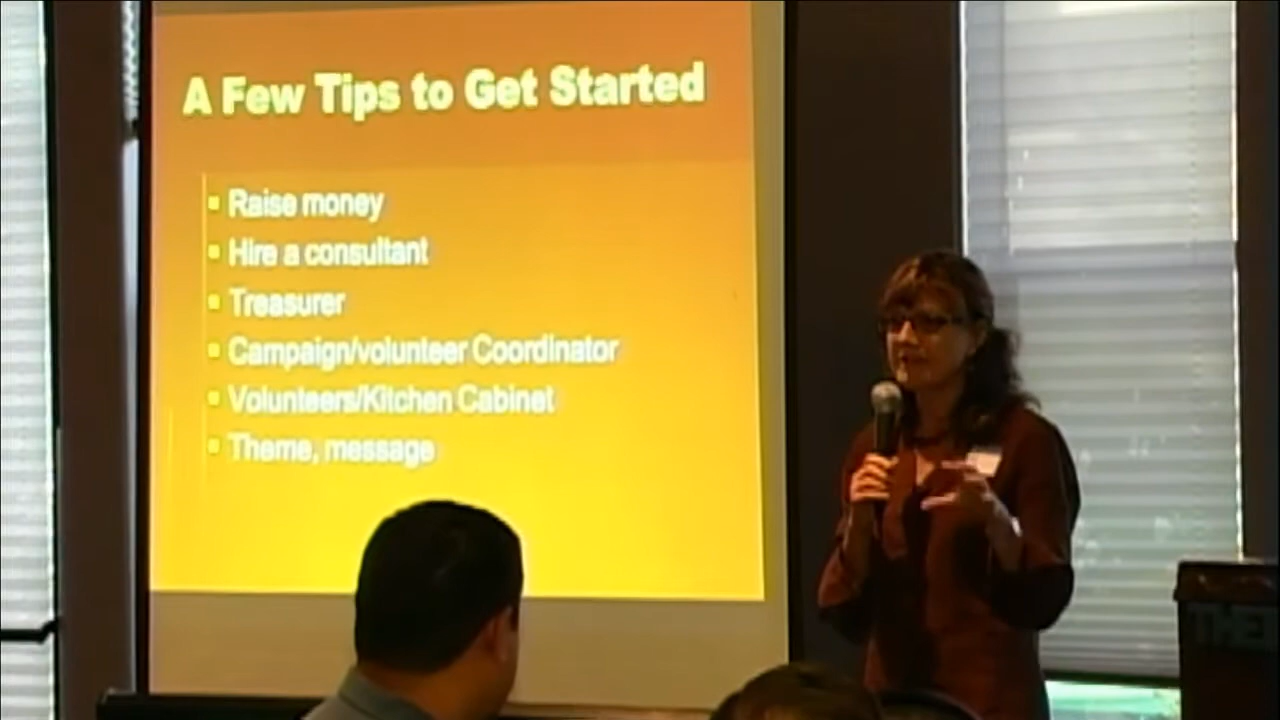 A Few Tips to Get Started
Raise money
Hire a consultant
Treasurer
Campaign/volunteer Coordinator
Volunteers/Kitchen Cabinet
Theme, message